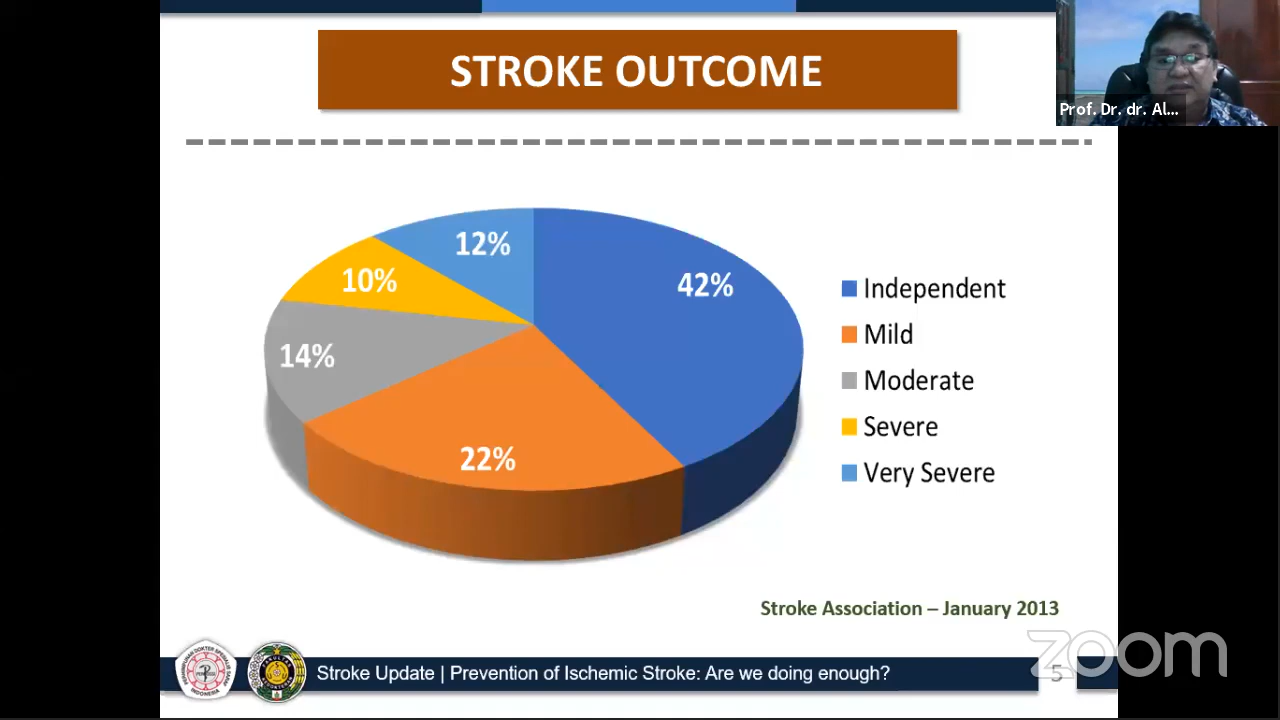 STROKE OUTCOME
Prof. Dr. dr. Al...
12%
42%
10%
14%
22%
Independent
Mild
Moderate
Severe
Very Severe
Stroke Association – January 2013
zoom
Stroke Update | Prevention of Ischemic Stroke: Are we doing enough?
5